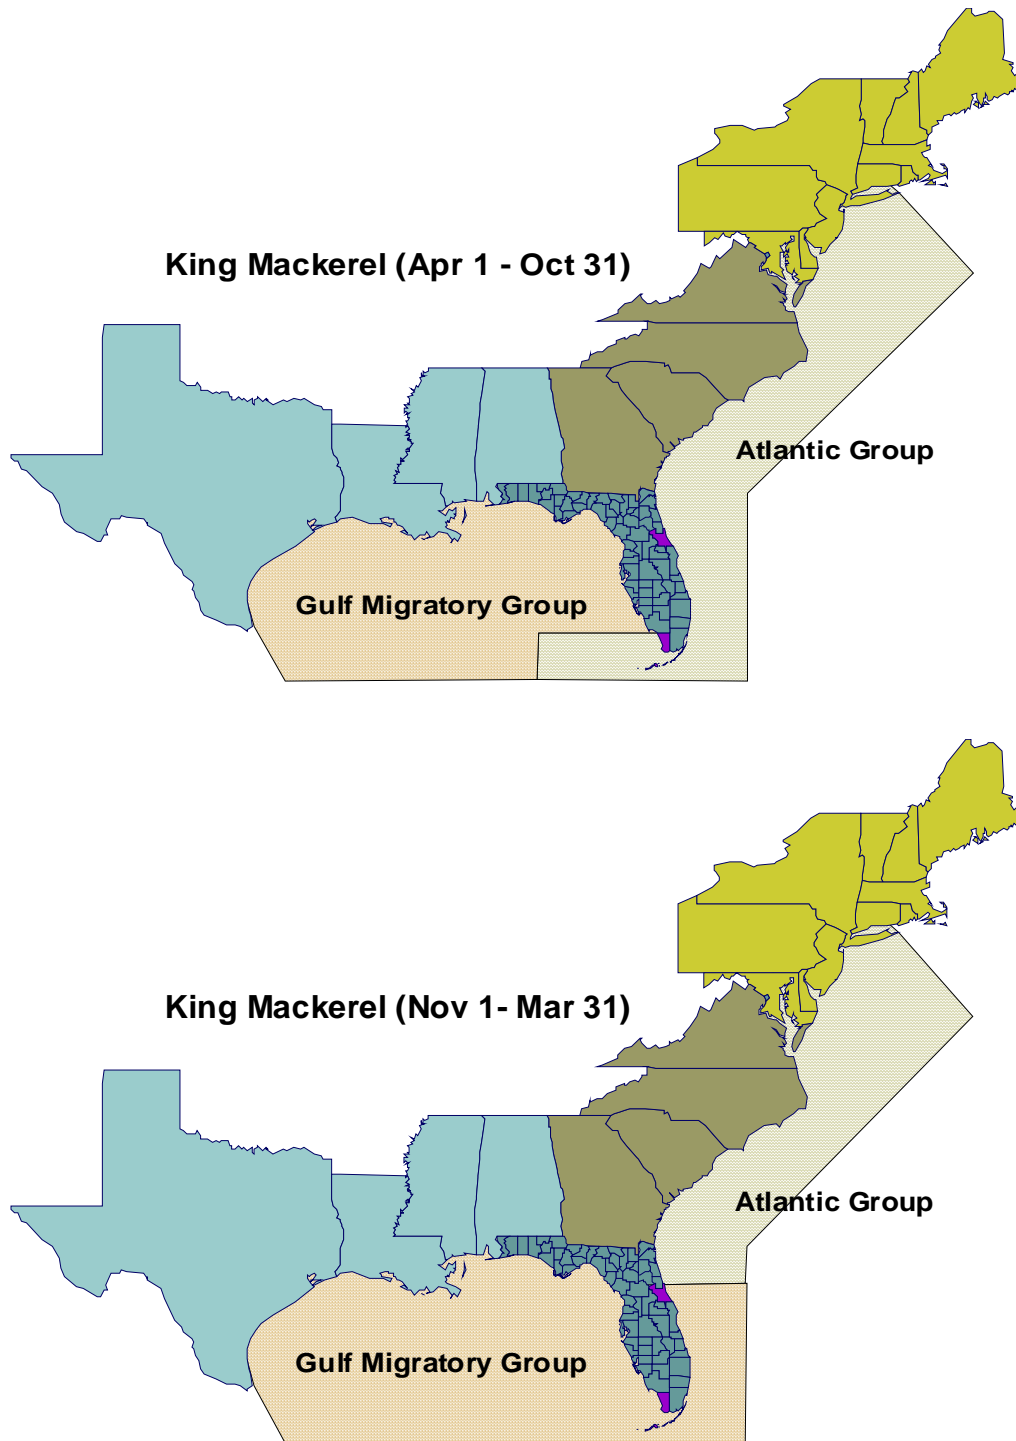 King Mackerel (Apr 1 - Oct 31)
Atlantic Group
Gulf Migratory Group
King Mackerel (Nov 1- Mar 31)
Atlantic Group
Gulf Migratory Group